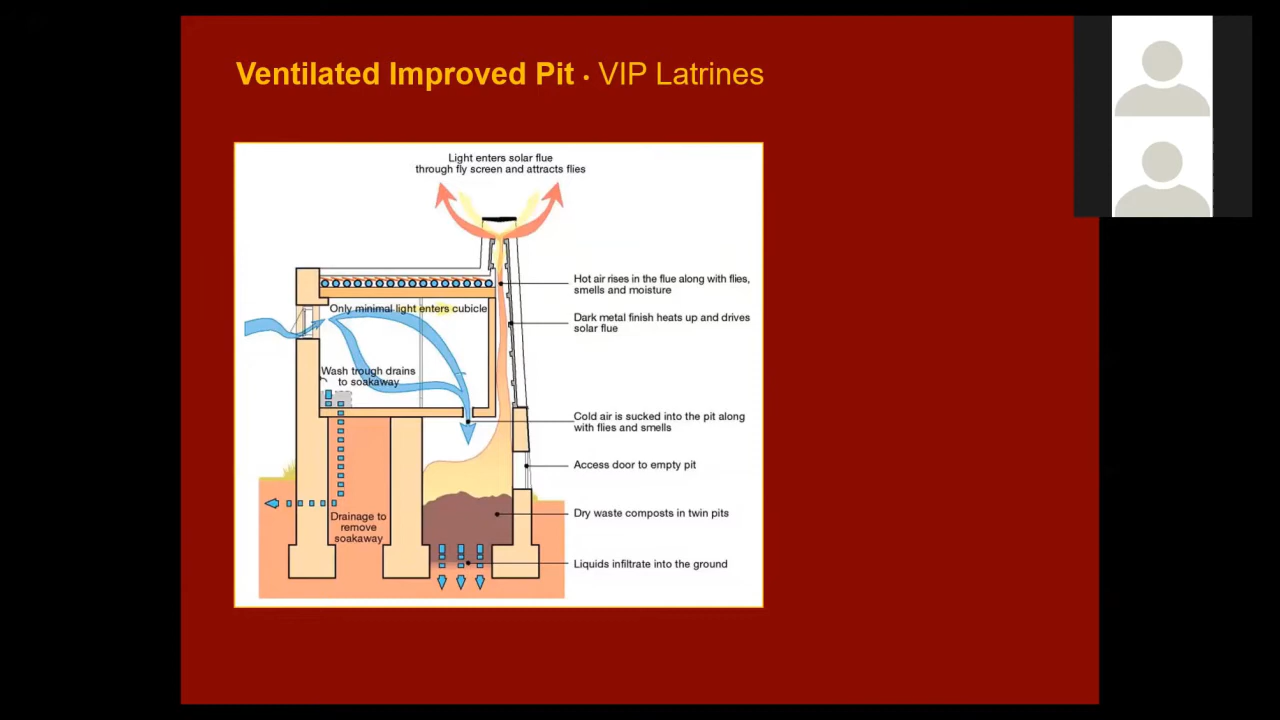 Ventilated Improved Pit · VIP Latrines
Light enters solar flue
through fly screen and attracts flies
Hot air rises in the flue along with flies,
smells and moisture
Only minimal light enters cubicle
Dark metal finish heats up and drives
solar flue
Wash trough drains
to soakaway
Cold air is sucked into the pit along
with flies and smells
Access door to empty pit
Dry waste composts in twin pits
Drainage to
remove
soakaway
Liquids infiltrate into the ground